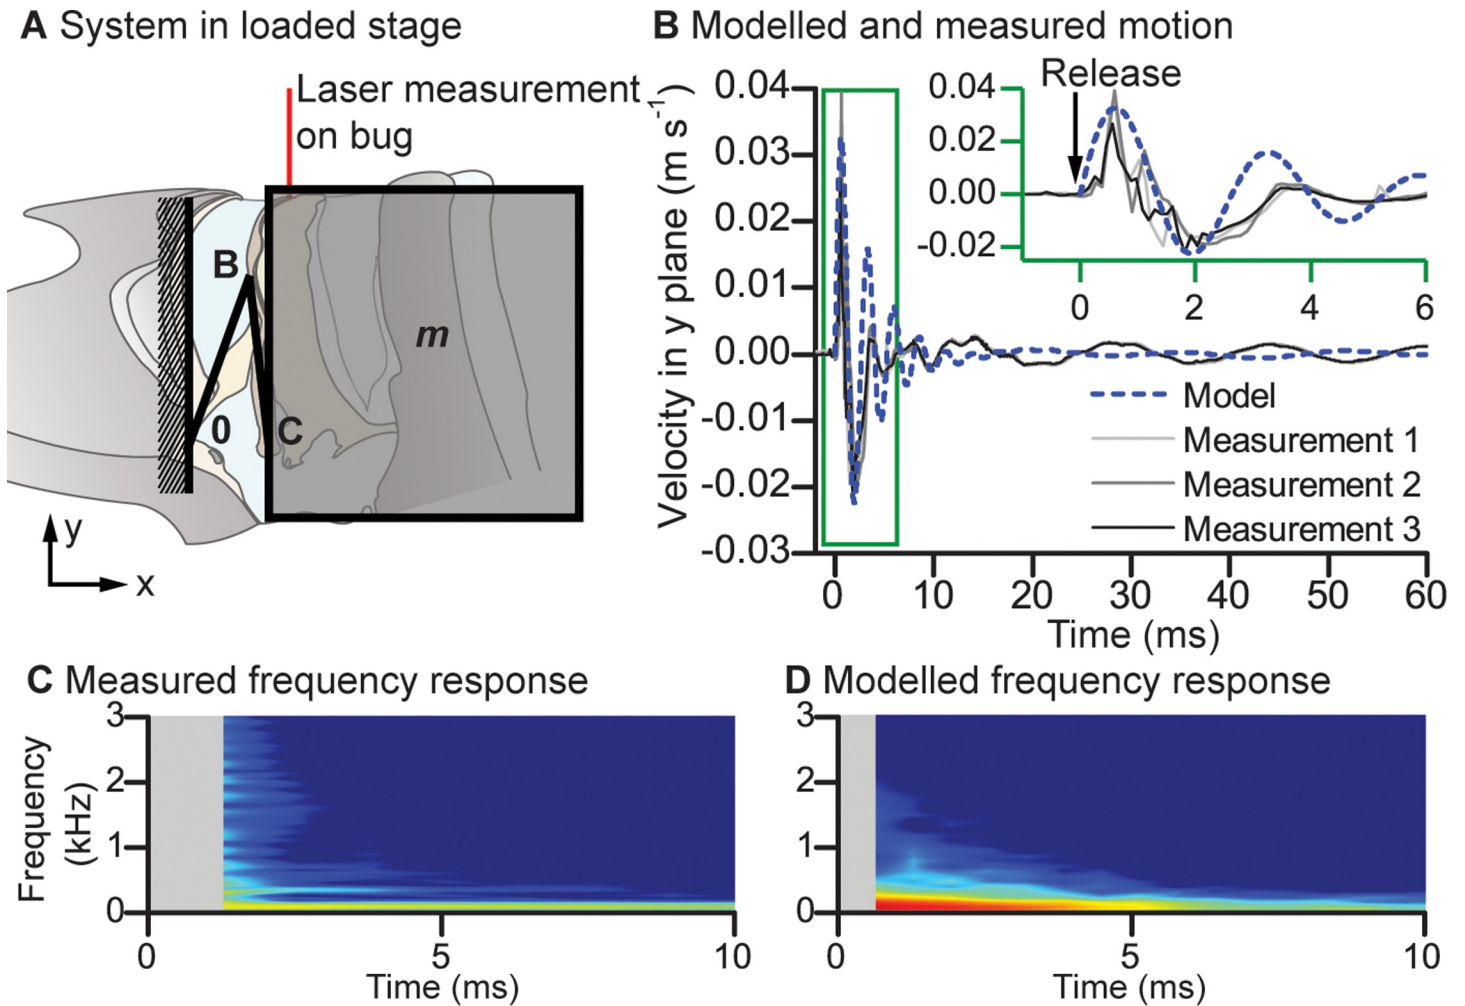 A System in loaded stage
Laser measurement
on bug
B
m
0
C
y
x
B Modelled and measured motion
Velocity in y plane (m s-1)
0.04
0.03
0.02
0.01
0.00
-0.01
-0.02
-0.03
0 10 20 30 40 50 60
Time (ms)
Release
0.04
0.02
0.00
-0.02
0 2 4 6
Model
Measurement 1
Measurement 2
Measurement 3
C Measured frequency response
Frequency
(kHz)
3
2
1
0
0 5 10
Time (ms)
D Modelled frequency response
3
2
1
0
0 5 10
Time (ms)